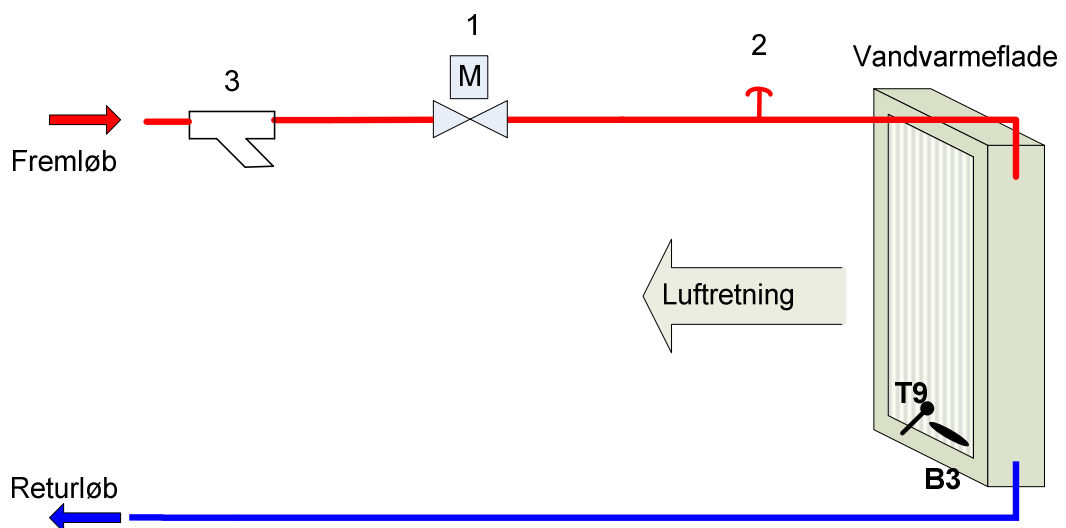 1
2
Vandvarmeflade
M
3
Fremløb
Luftretning
T9
B3
Returløb